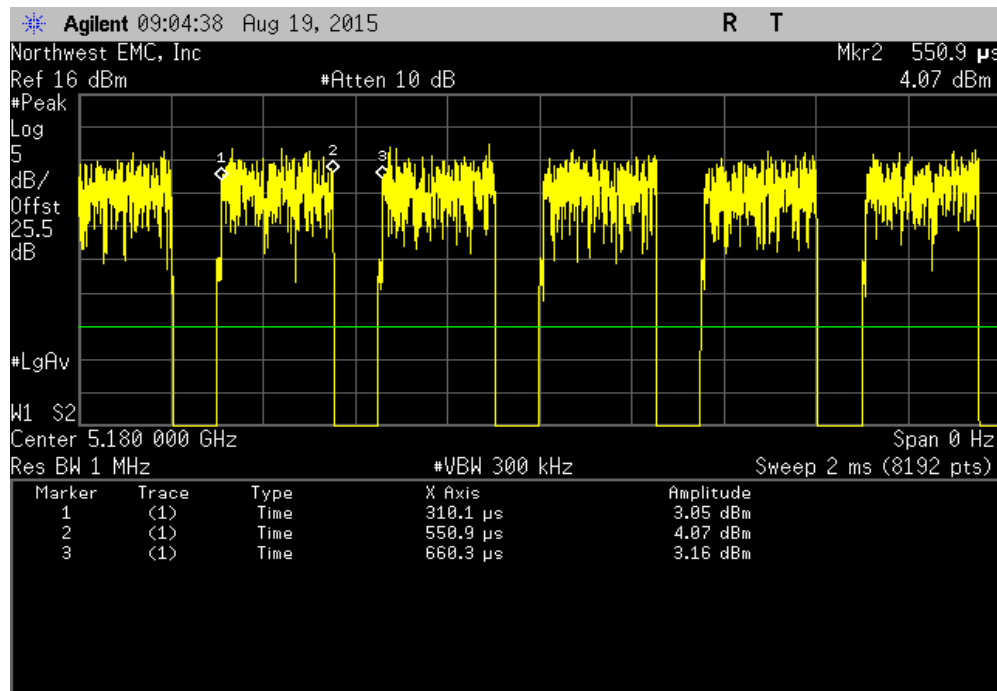 Agilent 09:04:38 Aug 19, 2015 R T
Northwest EMC, Inc Mkr2 550.9 µs
Ref 16 dBm #Atten 10 dB 4.07 dBm
#Peak
Log
5
dB/
Offst
25.5
dB
1 2 3
#LgAv
W1 S2
Center 5.180 000 GHz Span 0 Hz
Res BW 1 MHz #VBW 300 kHz Sweep 2 ms (8192 pts)
Marker Trace Type X Axis Amplitude
1 (1) Time 310.1 µs 3.05 dBm
2 (1) Time 550.9 µs 4.07 dBm
3 (1) Time 660.3 µs 3.16 dBm